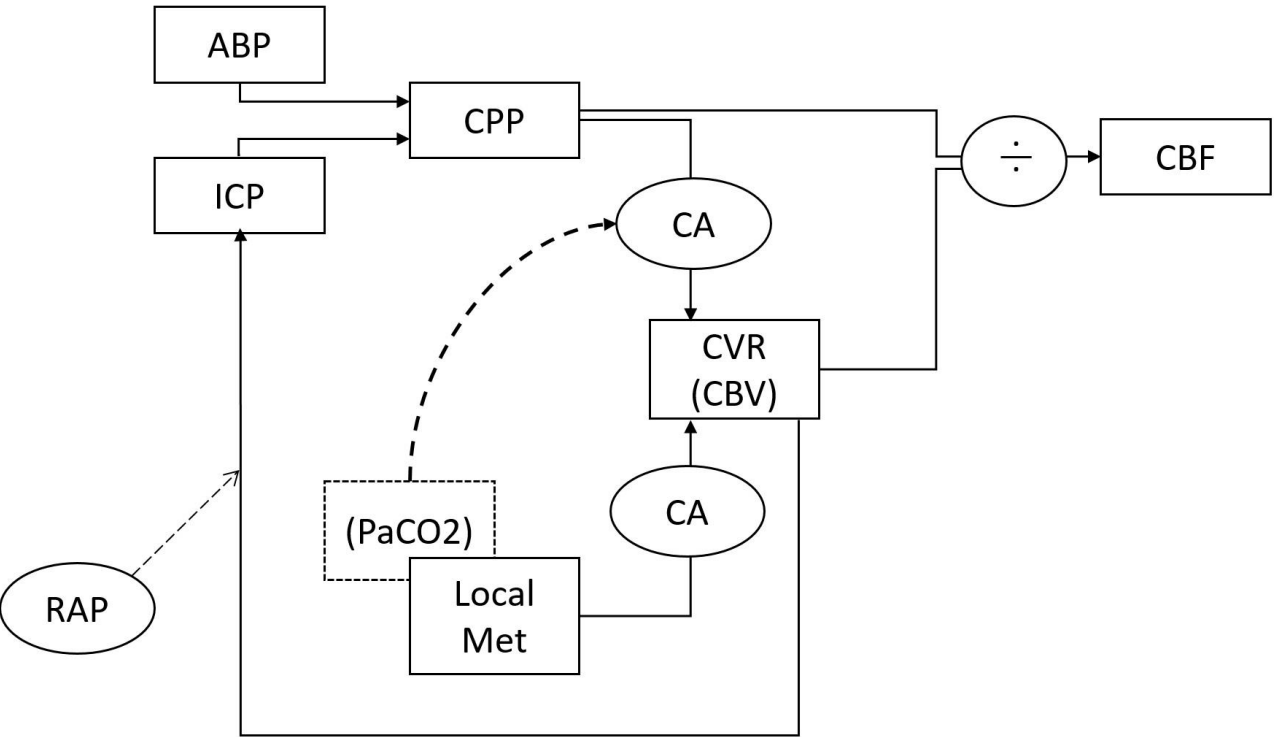 ABP
CPP
ICP
÷
CBF
CA
CVR
(CBV)
CA
(PaCO2)
Local
Met
RAP